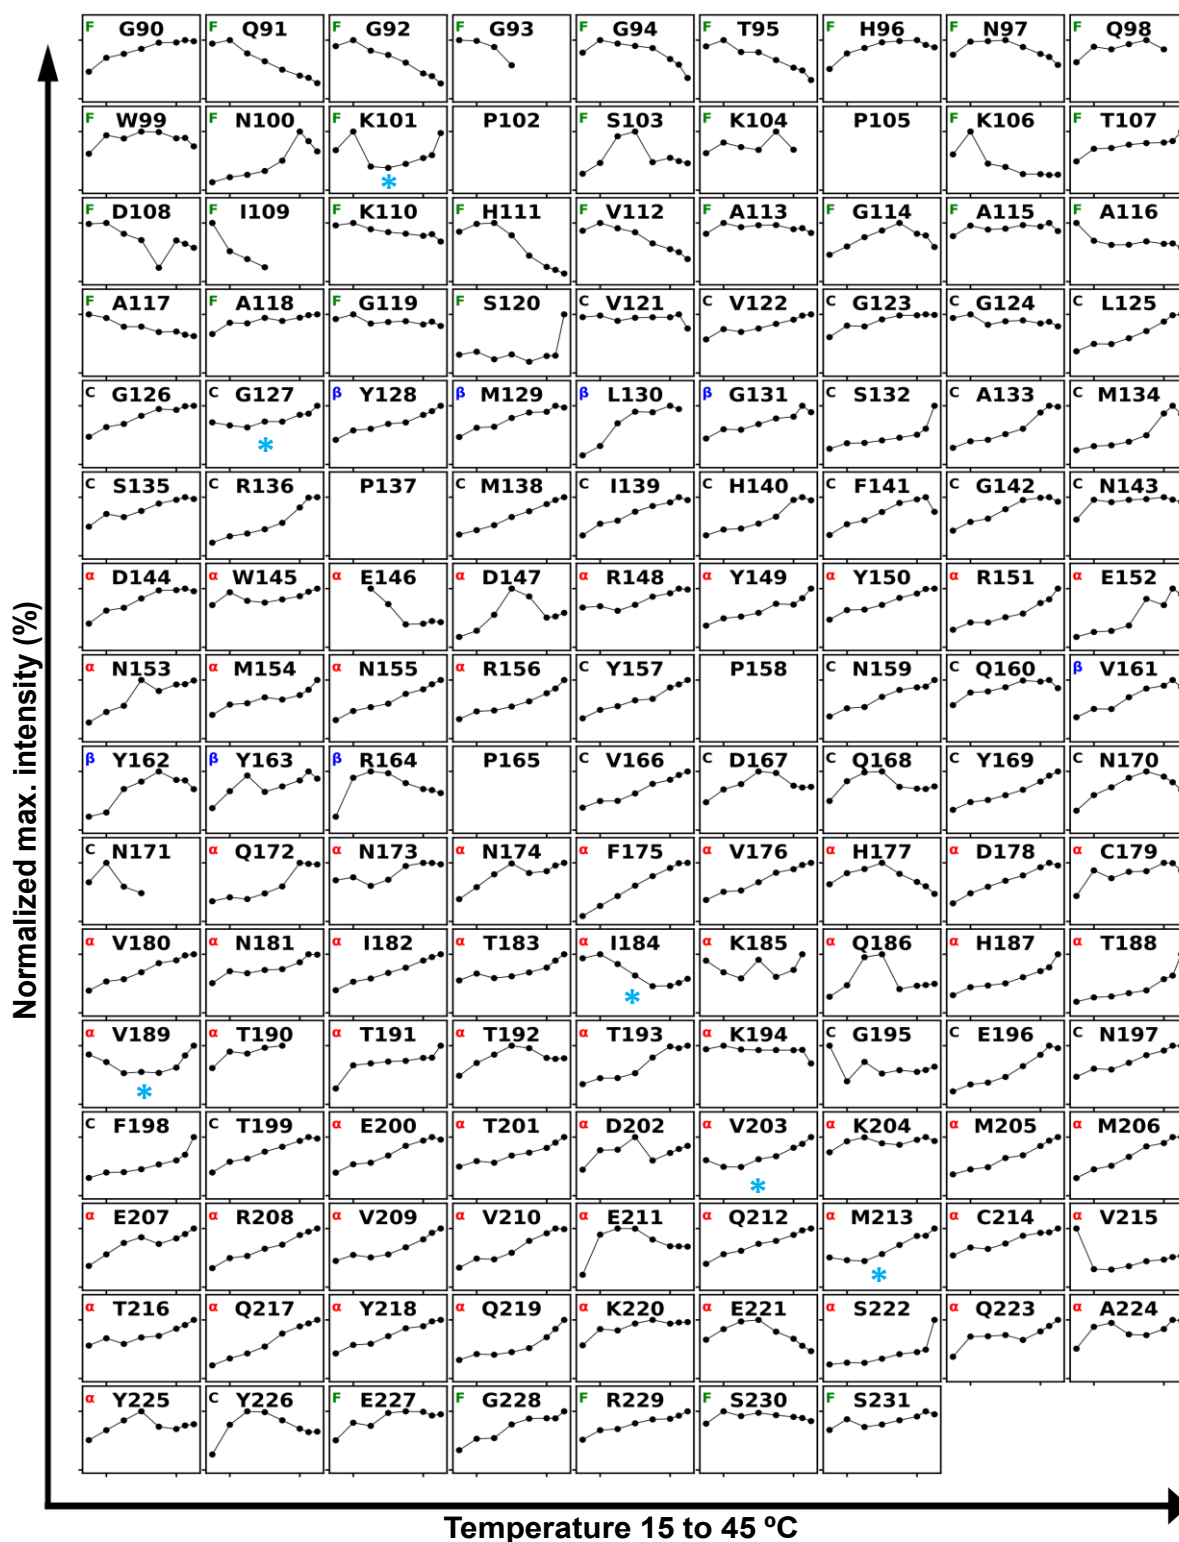 Normalized max. intensity (%)
F G90 F Q91 F G92 F G93 F G94 F T95 F H96 F N97 F Q98
F W99 F N100 F K101 P102 F S103 F K104 P105 F K106 F T107
*
F D108 F I109 F K110 F H111 F V112 F A113 F G114 F A115 F A116
F A117 F A118 F G119 F S120 C V121 C V122 C G123 C G124 C L125
C G126 C G127 β Y128 β M129 β L130 β G131 C S132 C A133 C M134
*
C S135 C R136 P137 C M138 C I139 C H140 C F141 C G142 C N143
α D144 α W145 α E146 α D147 α R148 α Y149 α Y150 α R151 α E152
α N153 α M154 α N155 α R156 C Y157 P158 C N159 C Q160 β V161
β Y162 β Y163 β R164 P165 C V166 C D167 C Q168 C Y169 C N170
C N171 α Q172 α N173 α N174 α F175 α V176 α H177 α D178 α C179
α V180 α N181 α I182 α T183 α I184 α K185 α Q186 α H187 α T188
*
α V189 α T190 α T191 α T192 α T193 α K194 C G195 C E196 C N197
*
C F198 C T199 α E200 α T201 α D202 α V203 α K204 α M205 α M206
*
α E207 α R208 α V209 α V210 α E211 α Q212 α M213 α C214 α V215
*
α T216 α Q217 α Y218 α Q219 α K220 α E221 α S222 α Q223 α A224
α Y225 C Y226 F E227 F G228 F R229 F S230 F S231
Temperature 15 to 45 ºC